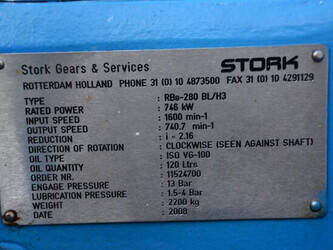 Stork Gears & Services STORK
ROTTERDAM HOLLAND PHONE 31 (0) 10 4873500 FAX 31 (0) 10 4291129
TYPE : RBs-280 BL/H3
RATED POWER : 746 kW
INPUT SPEED : 1600 min-1
OUTPUT SPEED : 740.7 min-1
REDUCTION : i = 2.16
DIRECTION OF ROTATION : CLOCKWISE (SEEN AGAINST SHAFT)
OIL TYPE : ISO VG-100
OIL QUANTITY : 120 Ltrs
ORDER NR. : 11524700
ENGAGE PRESSURE : 13 Bar
LUBRICATION PRESSURE : 1.5-4 Bar
WEIGHT : 2200 kg
DATE : 2008